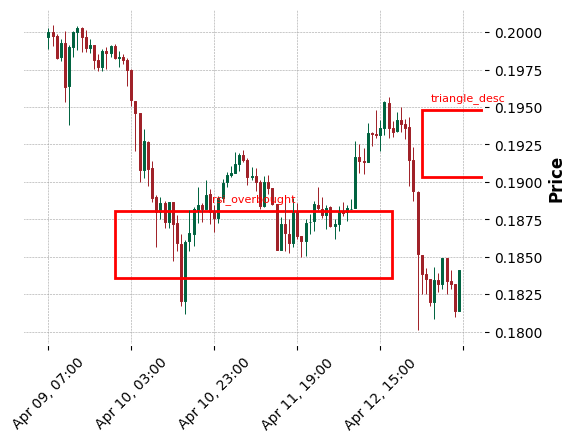 0.2000
0.1975
triangle_desc
0.1950
0.1925
0.1900
rsi_overbought
0.1875
0.1850
0.1825
0.1800
Price
Apr 09, 07:00
Apr 10, 03:00
Apr 10, 23:00
Apr 11, 19:00
Apr 12, 15:00